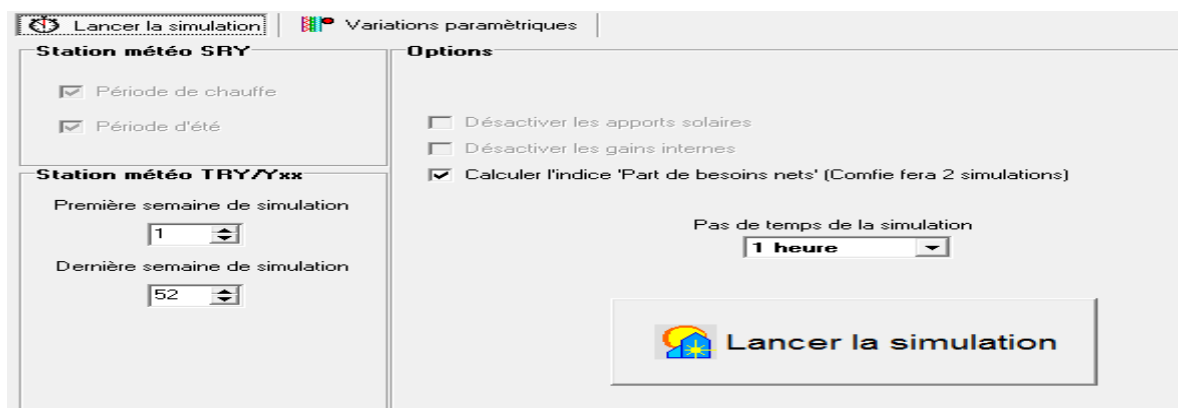 Lancer la simulation
Variations paramètriques
Station météo SRY
Période de chauffe
Période d'été
Station météo TRY/Yxx
Première semaine de simulation
1
Dernière semaine de simulation
52
Options
Désactiver les apports solaires
Désactiver les gains internes
Calculer l'indice 'Part de besoins nets' (Comfie fera 2 simulations)
Pas de temps de la simulation
1 heure
Lancer la simulation